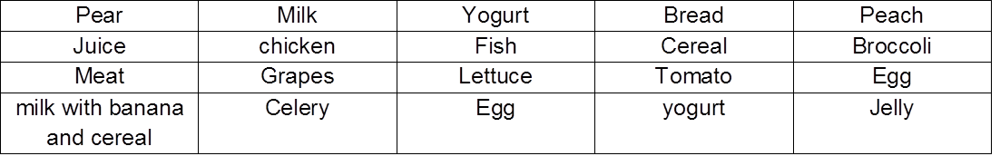 Pear Milk Yogurt Bread Peach
Juice chicken Fish Cereal Broccoli
Meat Grapes Lettuce Tomato Egg
milk with banana and cereal Celery Egg yogurt Jelly